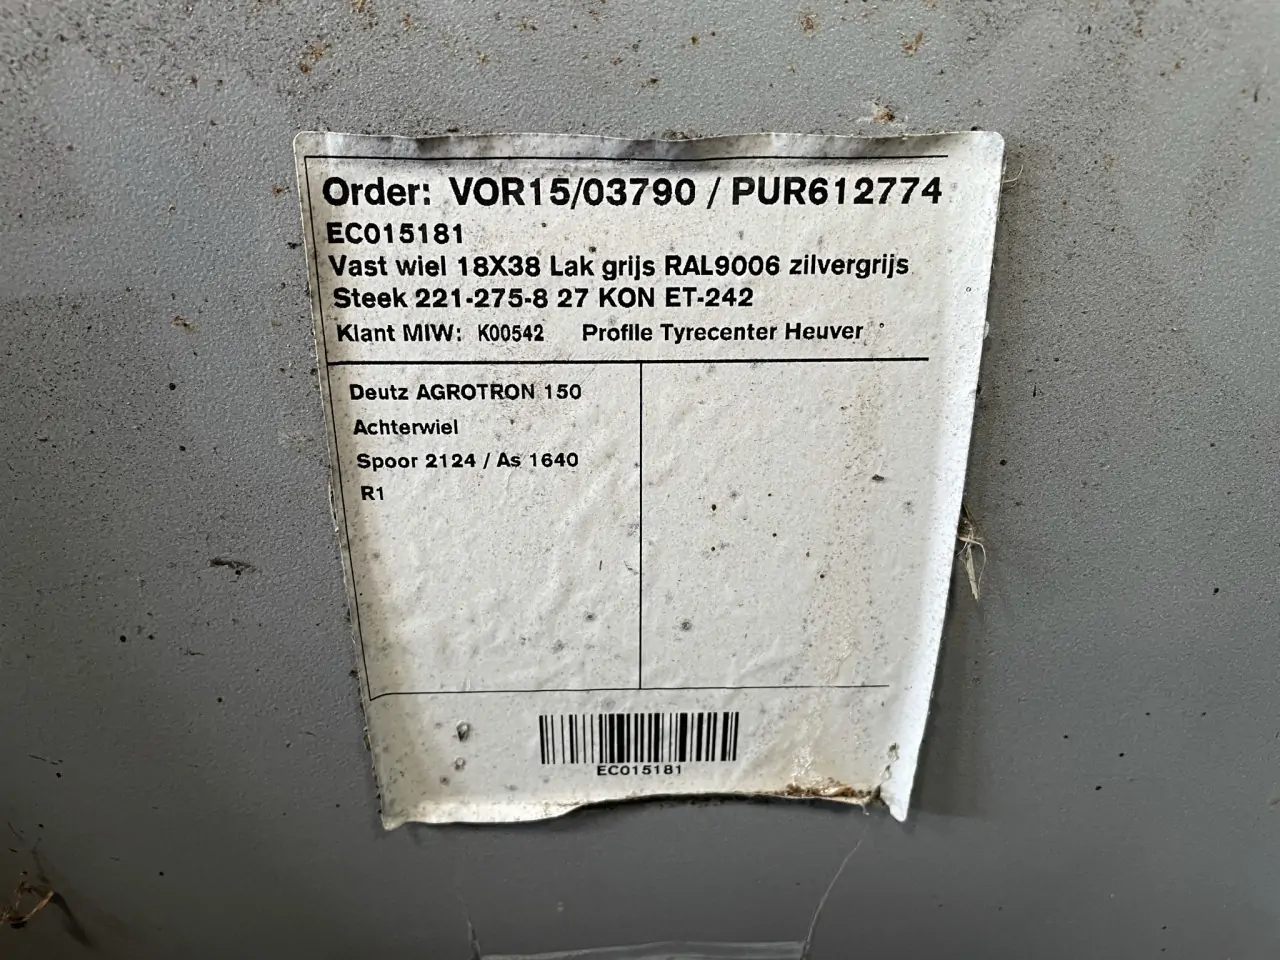 Order: VOR15/03790 / PUR612774
EC015181
Vast wiel 18X38 Lak grijs RAL9006 zilvergrijs
Steek 221-275-8 27 KON ET-242
Klant MIW: K00542 Profile Tyrecenter Heuver
Deutz AGROTRON 150
Achterwiel
Spoor 2124 / As 1640
R1
EC015181